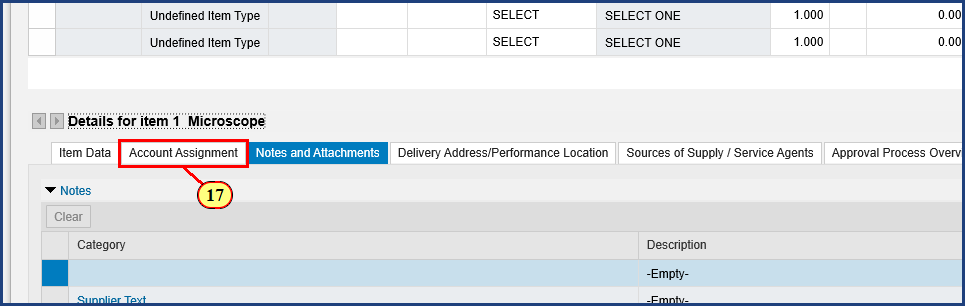 Undefined Item Type SELECT SELECT ONE 1.000 0.00
Undefined Item Type SELECT SELECT ONE 1.000 0.00
Details for item 1 Microscope
Item Data Account Assignment Notes and Attachments Delivery Address/Performance Location Sources of Supply / Service Agents Approval Process Overvi
17
Notes
Clear
Category Description
-Empty-
Supplier Text -Empty-